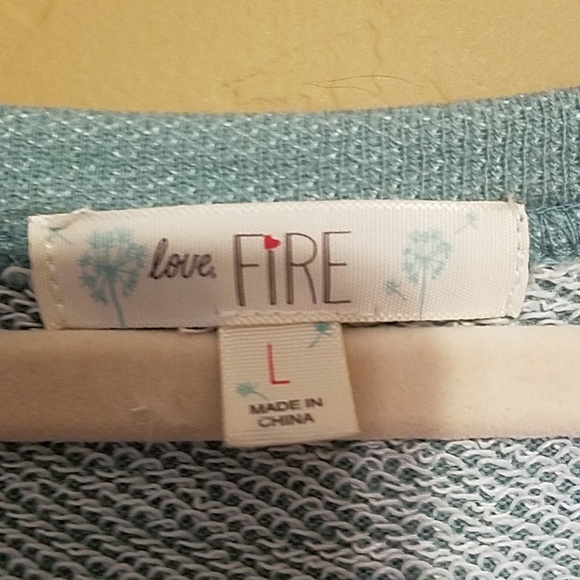 love, FiRE
L
MADE IN
CHINA